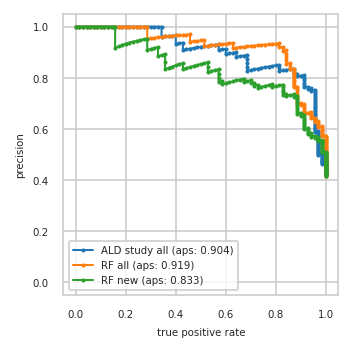 1.0
0.8
0.6
0.4
0.2
0.0
precision
ALD study all (aps: 0.904)
RF all (aps: 0.919)
RF new (aps: 0.833)
0.0 0.2 0.4 0.6 0.8 1.0
true positive rate